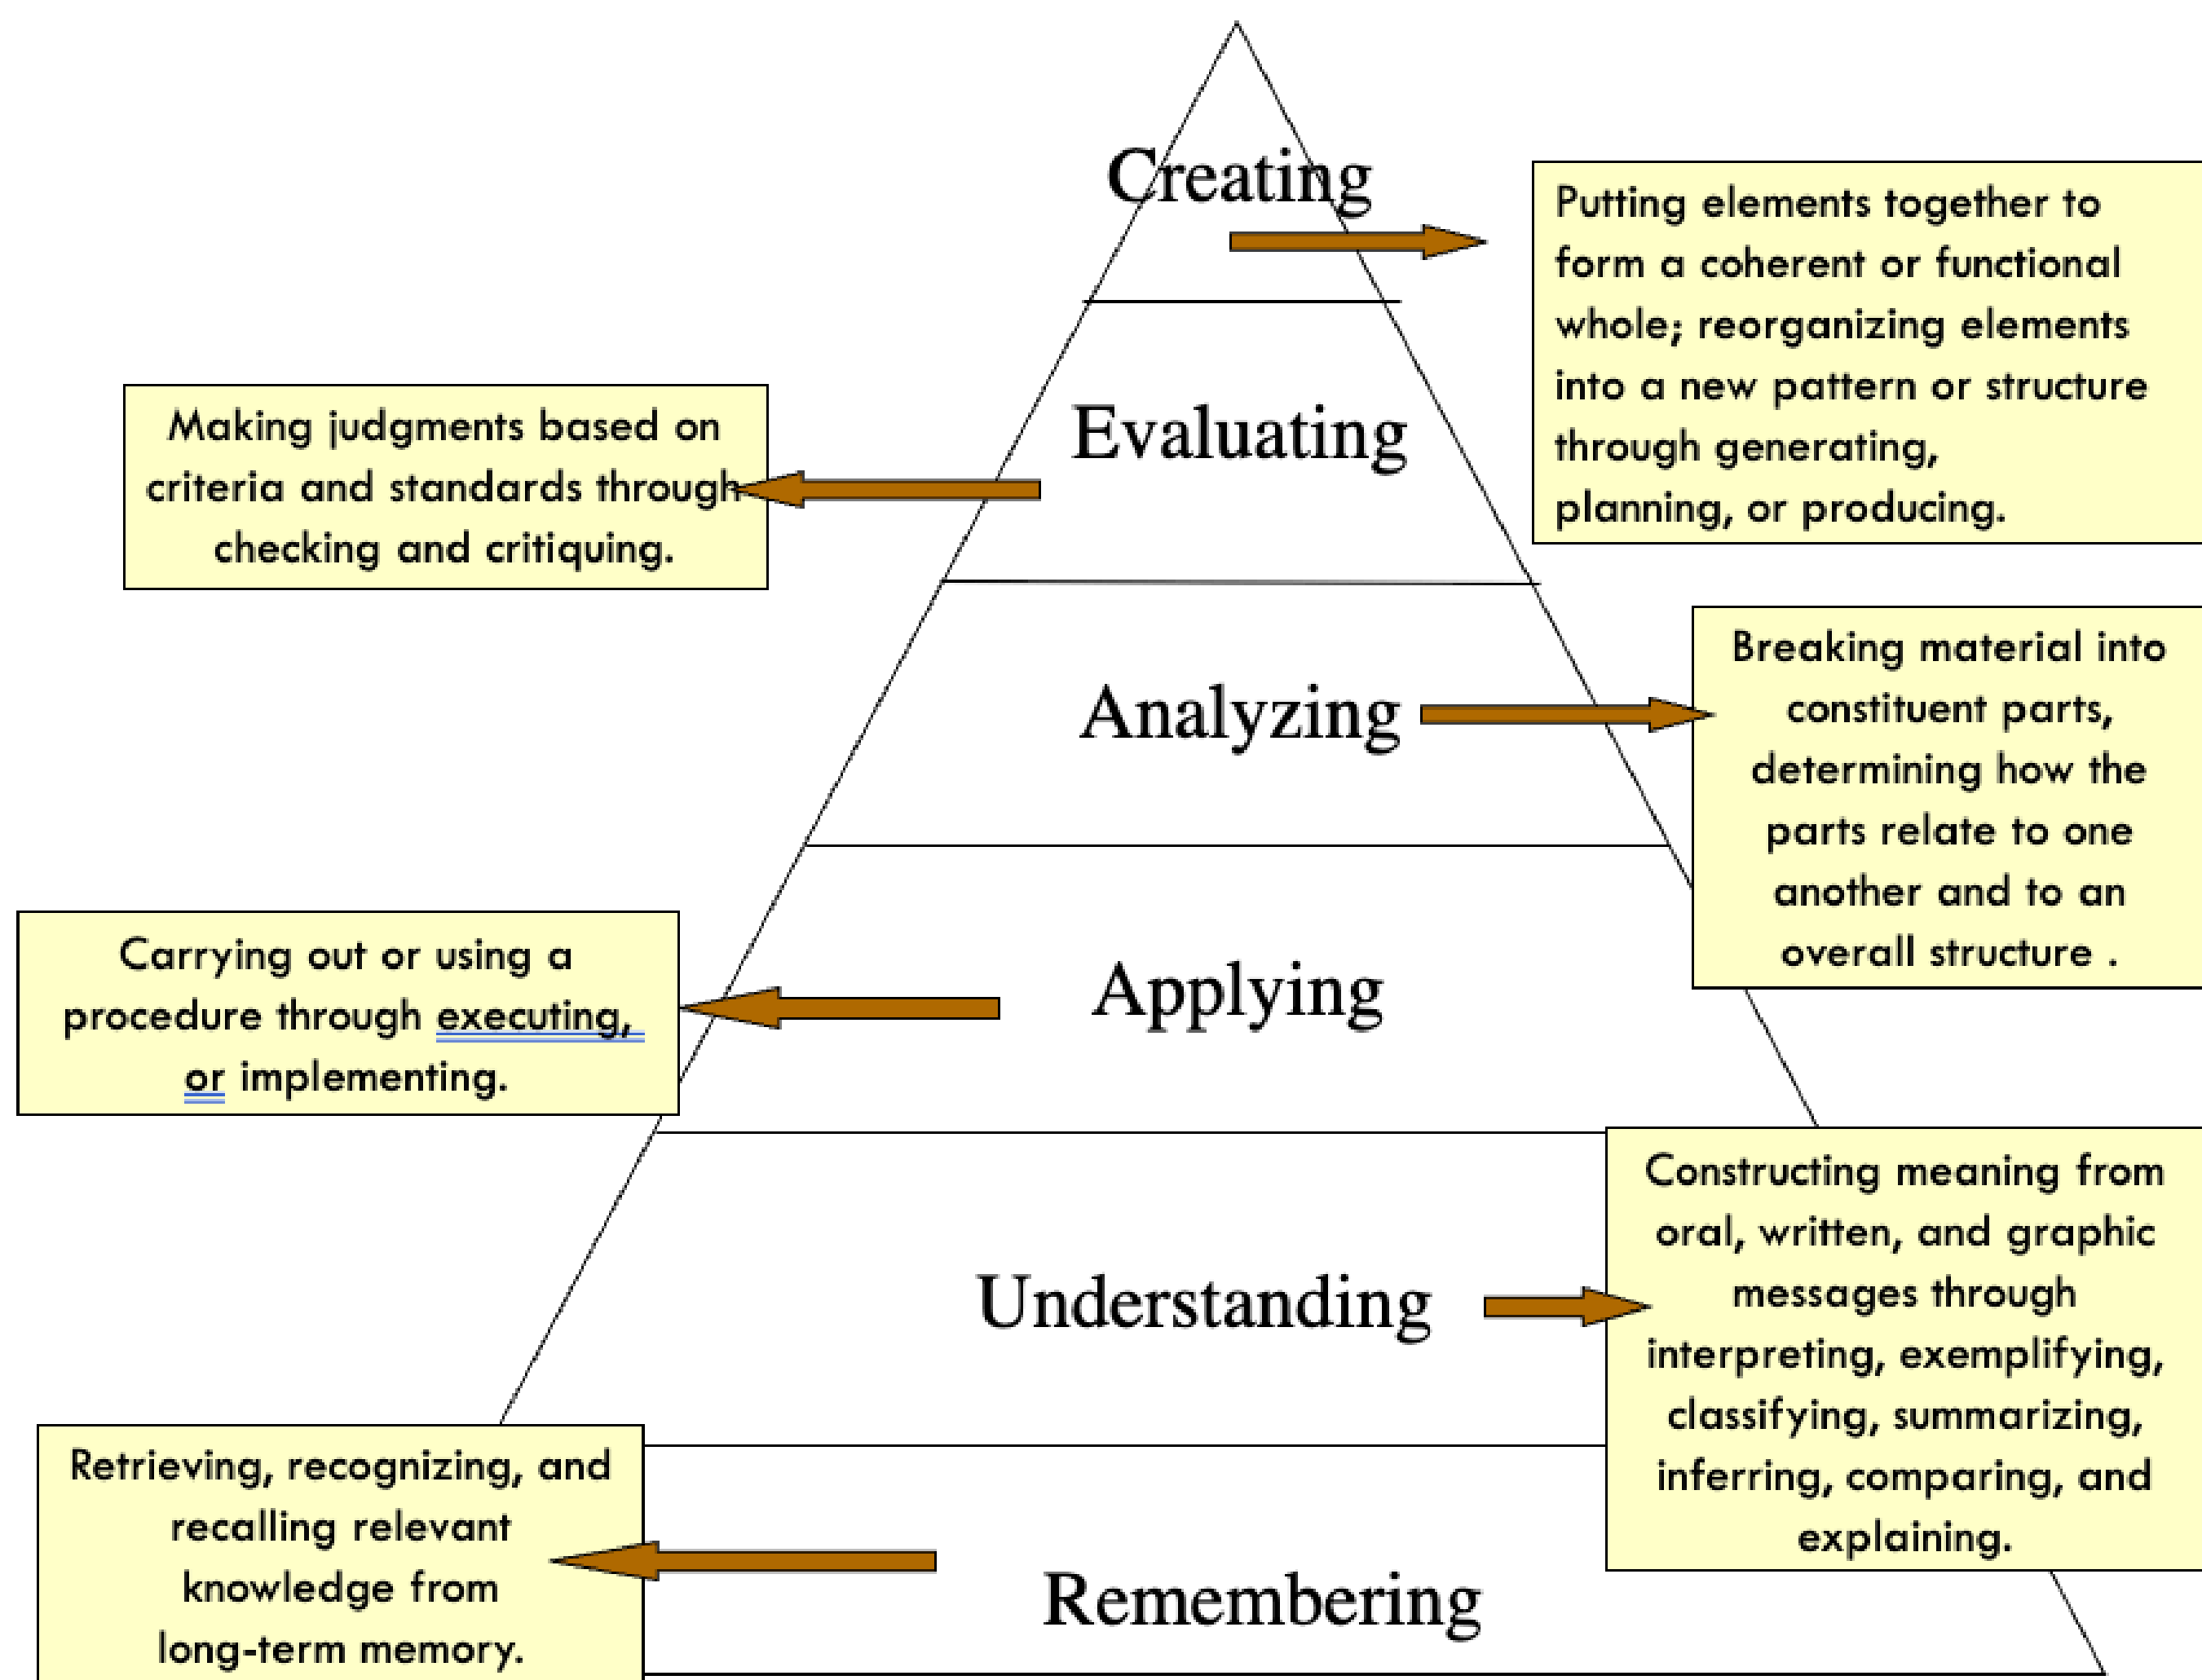 Creating
Putting elements together to
form a coherent or functional
whole; reorganizing elements
into a new pattern or structure
through generating,
planning, or producing.
Evaluating
Making judgments based on
criteria and standards through
checking and critiquing.
Analyzing
Breaking material into
constituent parts,
determining how the
parts relate to one
another and to an
overall structure .
Applying
Carrying out or using a
procedure through executing,
or implementing.
Understanding
Constructing meaning from
oral, written, and graphic
messages through
interpreting, exemplifying,
classifying, summarizing,
inferring, comparing, and
explaining.
Remembering
Retrieving, recognizing, and
recalling relevant
knowledge from
long-term memory.